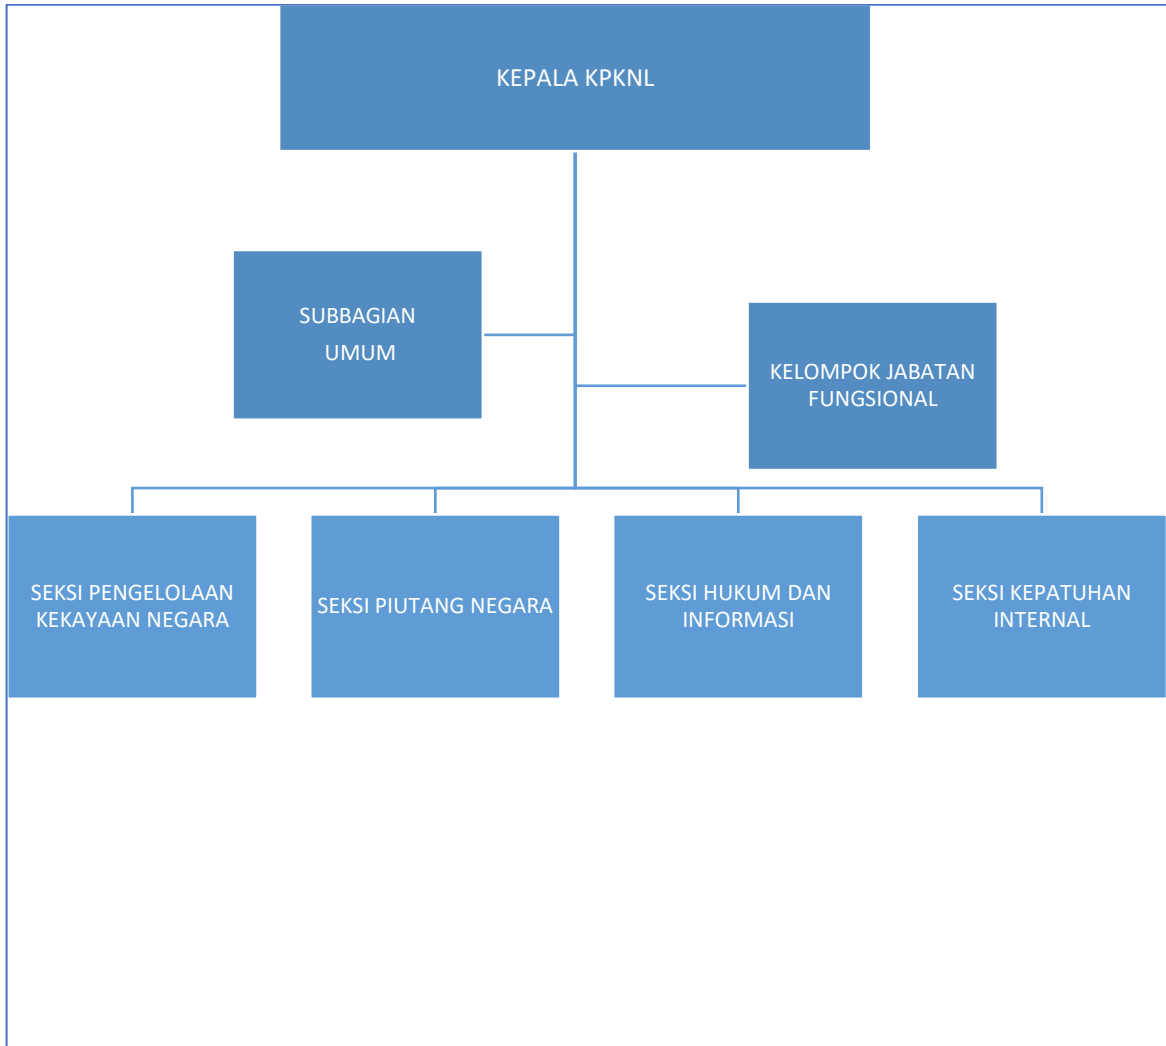 KEPALA KPKNL
SUBBAGIAN
UMUM
KELOMPOK JABATAN
FUNGSIONAL
SEKSI PENGELOLAAN
KEKAYAAN NEGARA
SEKSI PIUTANG NEGARA
SEKSI HUKUM DAN
INFORMASI
SEKSI KEPATUHAN
INTERNAL